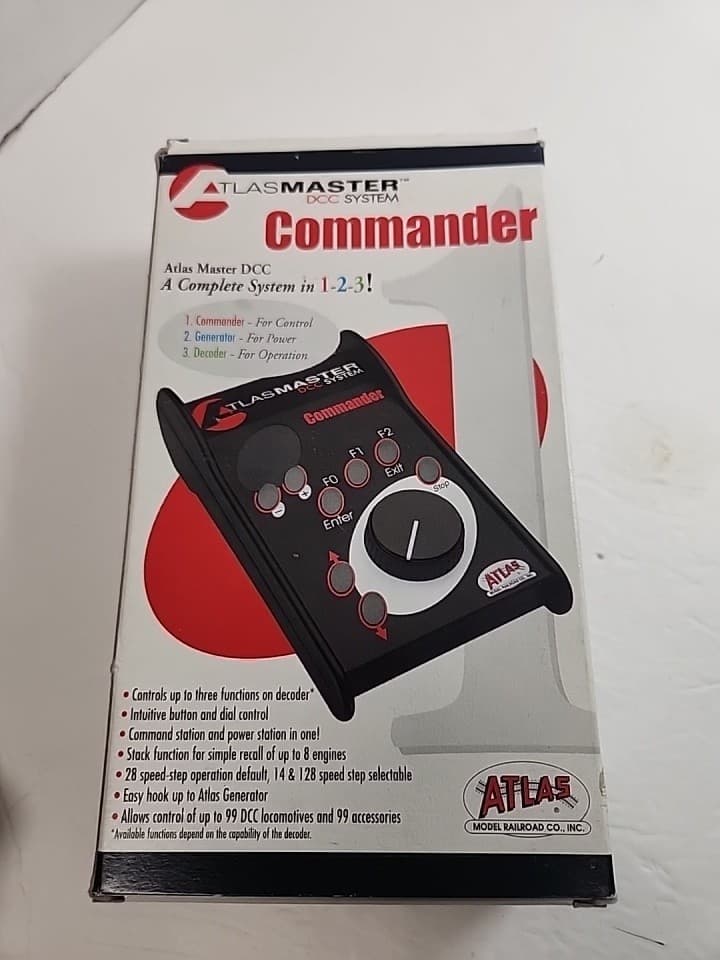 ATLASMASTER™
DCC SYSTEM
Commander
Atlas Master DCC
A Complete System in 1-2-3!
1. Commander - For Control
2. Generator - For Power
3. Decoder - For Operation
ATLASMASTER
DCC SYSTEM
Commander
F2
F1
F0
Exit
Stop
- +
Enter
ATLAS
• Controls up to three functions on decoder*
• Intuitive button and dial control
• Command station and power station in one!
• Stack function for simple recall of up to 8 engines
• 28 speed-step operation default, 14 & 128 speed step selectable
• Easy hook up to Atlas Generator
• Allows control of up to 99 DCC locomotives and 99 accessories
*Available functions depend on the capability of the decoder.
1
ATLAS
MODEL RAILROAD CO., INC.